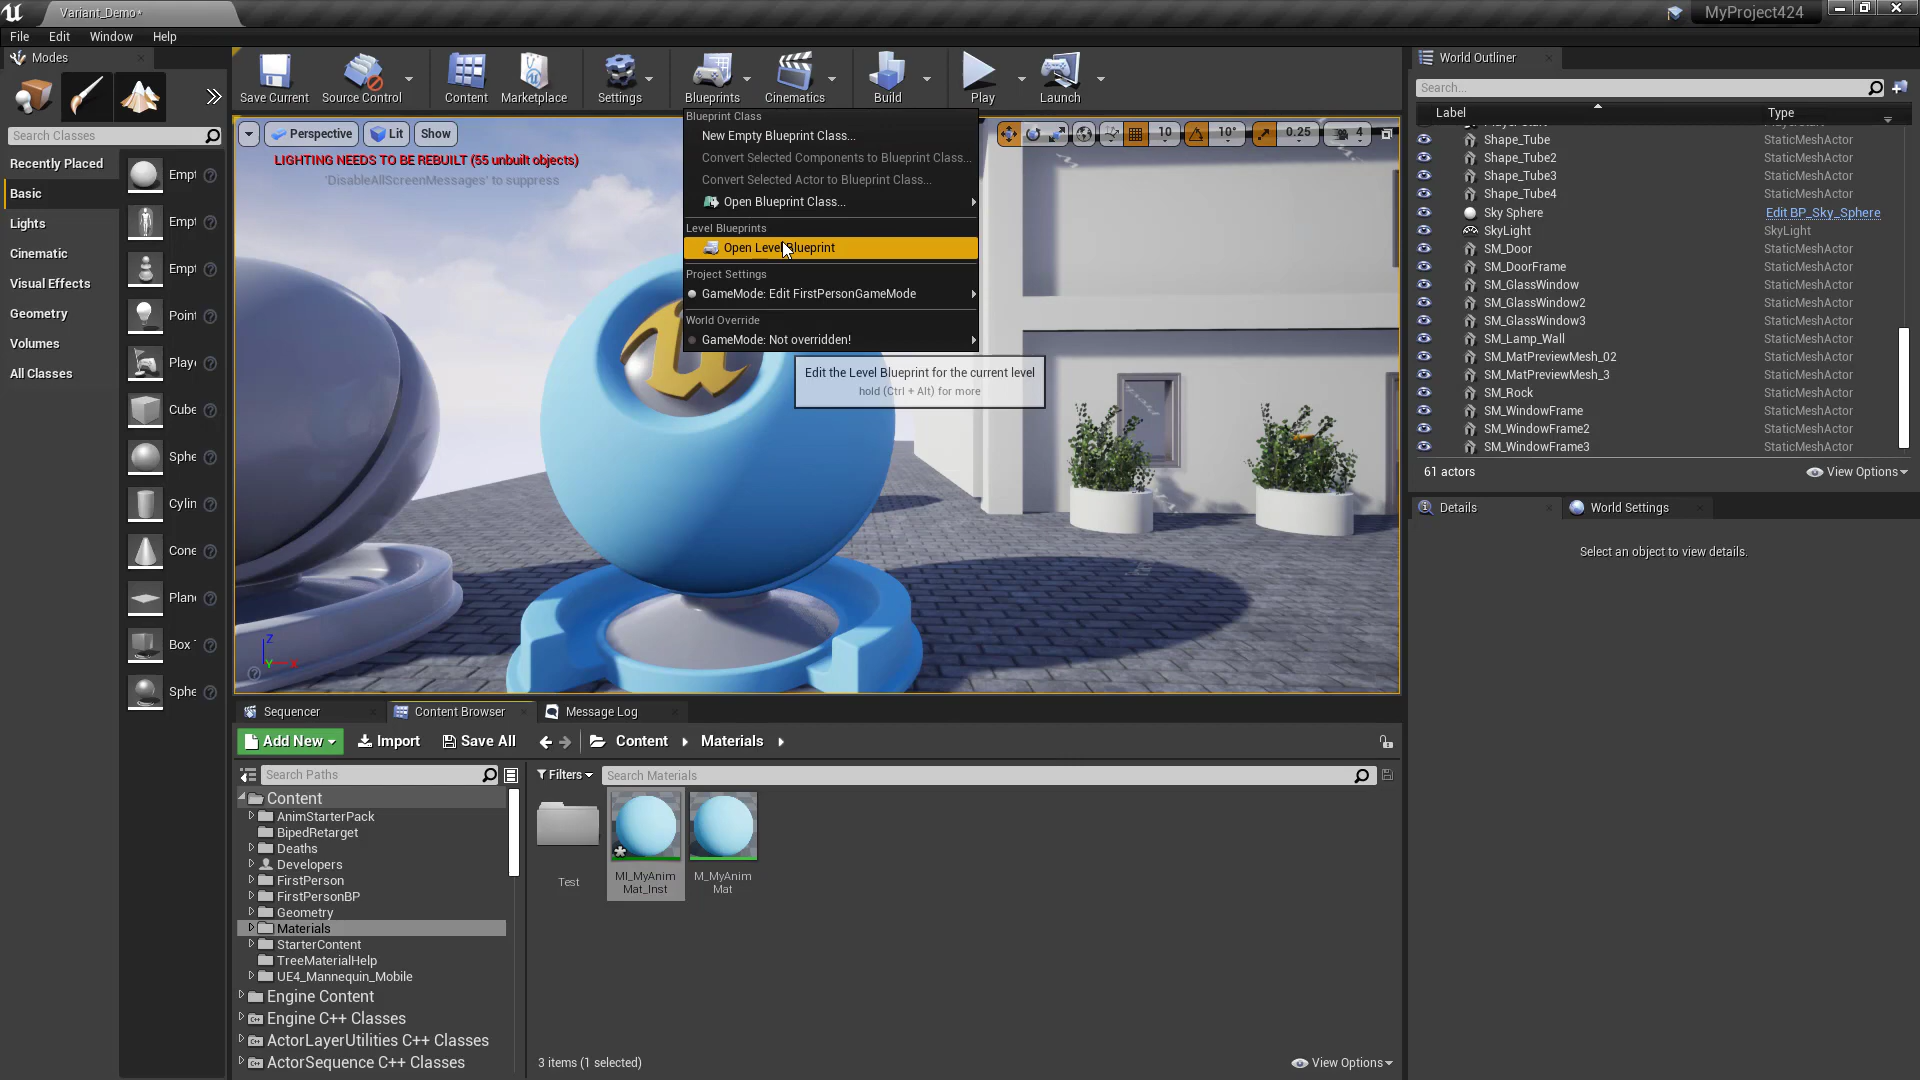 Variant_Demo*
MyProject424
File Edit Window Help
Modes
Search Classes
Recently Placed
Basic
Lights
Cinematic
Visual Effects
Geometry
Volumes
All Classes
Empt
Empt
Empt
Point
Playe
Cube
Sphe
Cylin
Cone
Plan
Box
Sphe
Save Current
Source Control
Content
Marketplace
Settings
Blueprints
Cinematics
Build
Play
Launch
Perspective
Lit
Show
10
10°
0.25
4
LIGHTING NEEDS TO BE REBUILT (55 unbuilt objects)
'DisableAllScreenMessages' to suppress
Blueprint Class
New Empty Blueprint Class...
Convert Selected Components to Blueprint Class...
Convert Selected Actor to Blueprint Class...
Open Blueprint Class...
Level Blueprints
Open Level Blueprint
Project Settings
GameMode: Edit FirstPersonGameMode
World Override
GameMode: Not overridden!
Edit the Level Blueprint for the current level
hold (Ctrl + Alt) for more
Z
Y
X
World Outliner
Search...
Label Type
Shape_Tube StaticMeshActor
Shape_Tube2 StaticMeshActor
Shape_Tube3 StaticMeshActor
Shape_Tube4 StaticMeshActor
Sky Sphere Edit BP_Sky_Sphere
SkyLight SkyLight
SM_Door StaticMeshActor
SM_DoorFrame StaticMeshActor
SM_GlassWindow StaticMeshActor
SM_GlassWindow2 StaticMeshActor
SM_GlassWindow3 StaticMeshActor
SM_Lamp_Wall StaticMeshActor
SM_MatPreviewMesh_02 StaticMeshActor
SM_MatPreviewMesh_3 StaticMeshActor
SM_Rock StaticMeshActor
SM_WindowFrame StaticMeshActor
SM_WindowFrame2 StaticMeshActor
SM_WindowFrame3 StaticMeshActor
61 actors
View Options
Details
World Settings
Select an object to view details.
Sequencer
Content Browser
Message Log
Add New
Import
Save All
Content
Materials
Search Paths
Filters
Search Materials
Content
AnimStarterPack
BipedRetarget
Deaths
Developers
FirstPerson
FirstPersonBP
Geometry
Materials
StarterContent
TreeMaterialHelp
UE4_Mannequin_Mobile
Engine Content
Engine C++ Classes
ActorLayerUtilities C++ Classes
ActorSequence C++ Classes
Test
MI_MyAnim
Mat_Inst
M_MyAnim
Mat
3 items (1 selected)
View Options